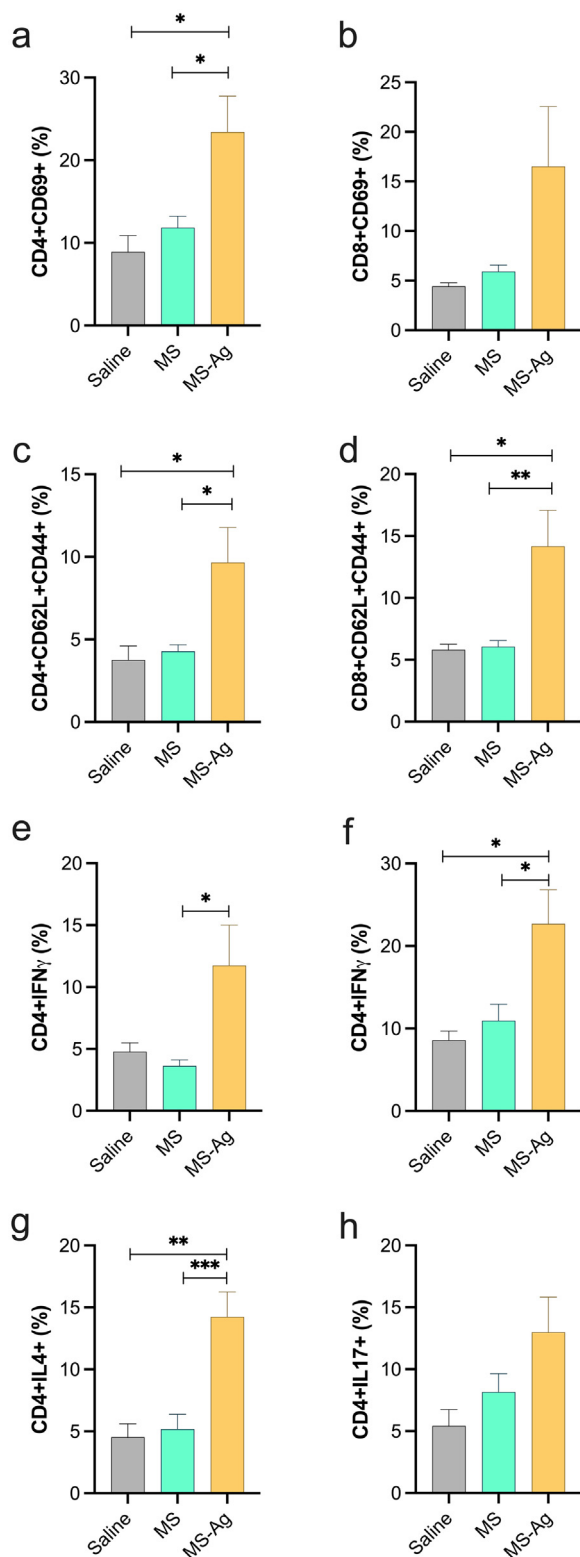 a
*
*
CD4+CD69+ (%)
30
20
10
0
Saline
MS
MS-Ag
b
CD8+CD69+ (%)
25
20
15
10
5
0
Saline
MS
MS-Ag
c
*
*
CD4+CD62L+CD44+ (%)
15
10
5
0
Saline
MS
MS-Ag
d
*
**
CD8+CD62L+CD44+ (%)
20
15
10
5
0
Saline
MS
MS-Ag
e
*
CD4+IFNγ (%)
20
15
10
5
0
Saline
MS
MS-Ag
f
*
*
CD4+IFNγ (%)
30
20
10
0
Saline
MS
MS-Ag
g
**
***
CD4+IL4+ (%)
20
15
10
5
0
Saline
MS
MS-Ag
h
CD4+IL17+ (%)
20
15
10
5
0
Saline
MS
MS-Ag